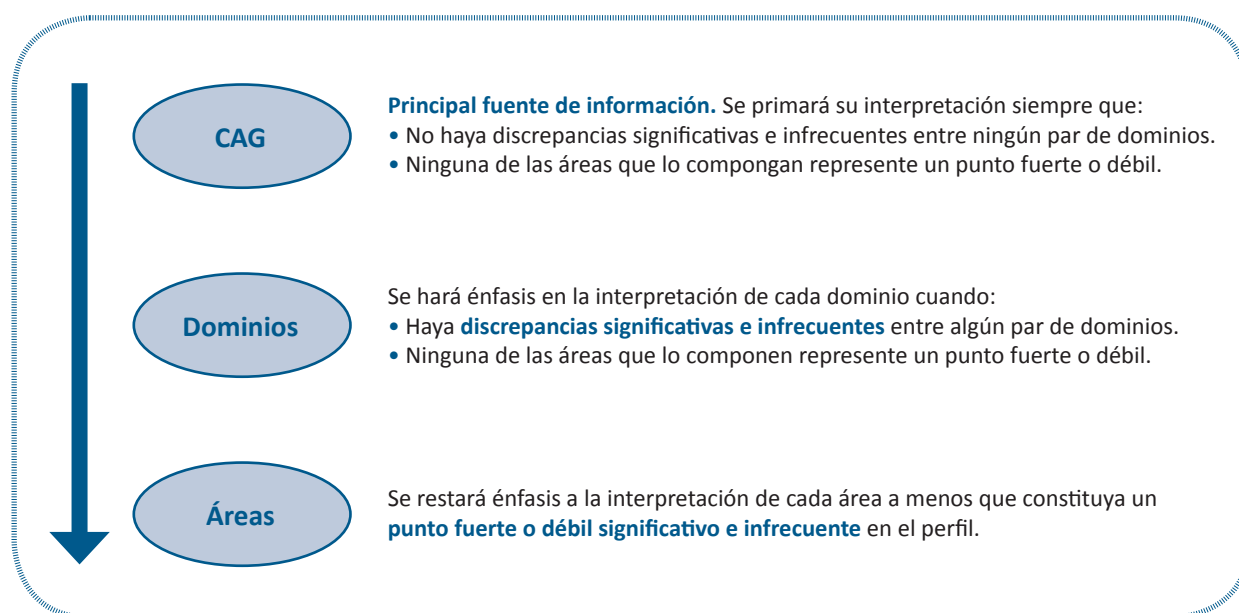 CAG
Principal fuente de información. Se primará su interpretación siempre que:
• No haya discrepancias significativas e infrecuentes entre ningún par de dominios.
• Ninguna de las áreas que lo compongan represente un punto fuerte o débil.
Dominios
Se hará énfasis en la interpretación de cada dominio cuando:
• Haya discrepancias significativas e infrecuentes entre algún par de dominios.
• Ninguna de las áreas que lo componen represente un punto fuerte o débil.
Áreas
Se restará énfasis a la interpretación de cada área a menos que constituya un
punto fuerte o débil significativo e infrecuente en el perfil.